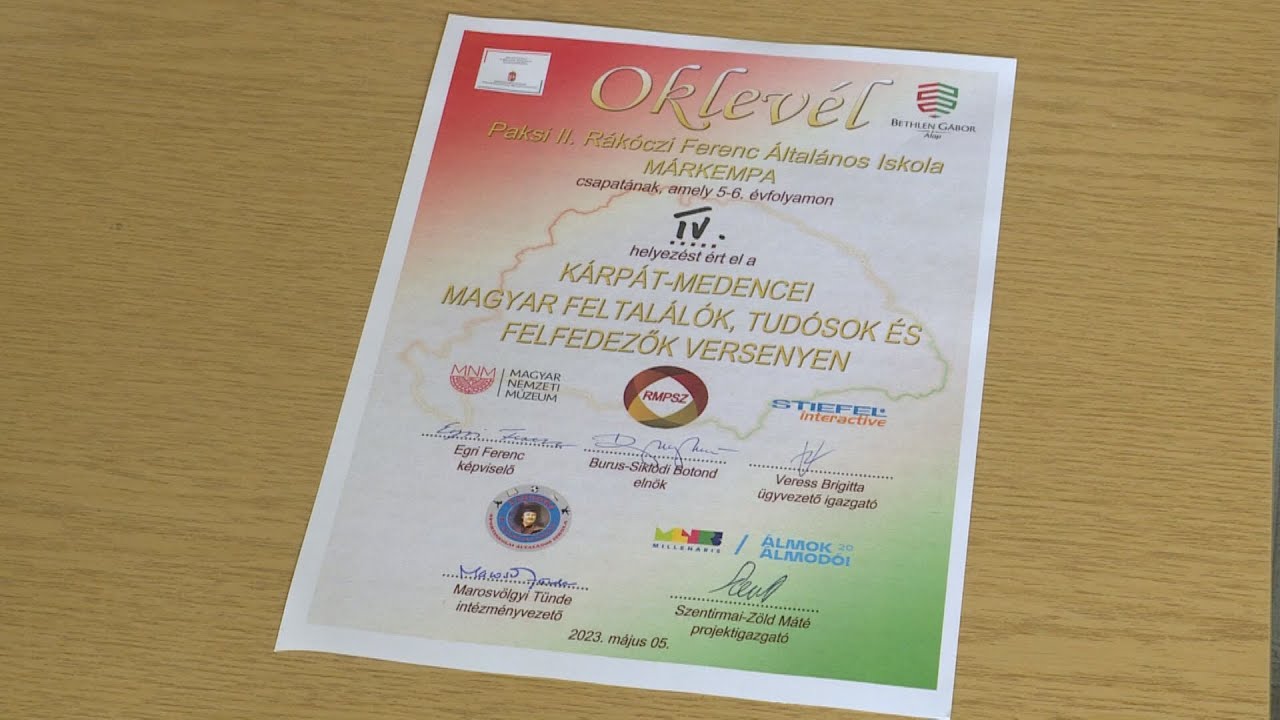 Oklevél
BETHLEN GÁBOR
Alap
Paksi II. Rákóczi Ferenc Általános Iskola
MÁRKEMPA
csapatának, amely 5-6. évfolyamon
IV.
helyezést ért el a
KÁRPÁT-MEDENCEI
MAGYAR FELTALÁLÓK, TUDÓSOK ÉS
FELFEDEZŐK VERSENYEN
MNM
MAGYAR
NEMZETI
MÚZEUM
RMPSZ
STIEFEL
interactive
Egri Ferenc
képviselő
Burus-Siklódi Botond
elnök
Veress Brigitta
ügyvezető igazgató
MILLENÁRIS
ÁLMOK 20
ÁLMODÓI
Marosvölgyi Tünde
intézményvezető
Szentirmai-Zöld Máté
projektigazgató
2023. május 05.